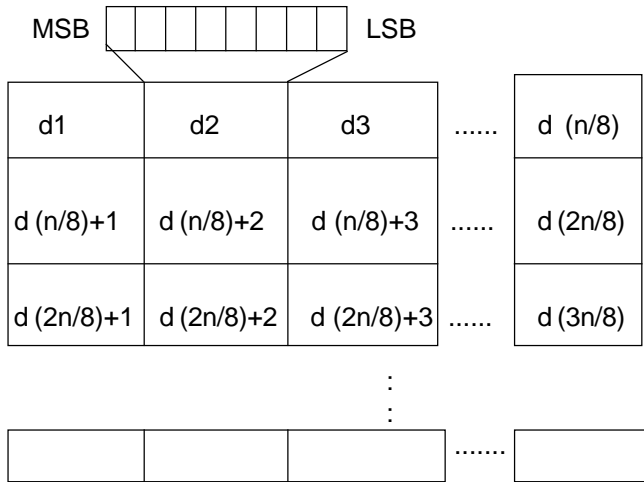 MSB LSB
d1 d2 d3 ...... d (n/8)
d (n/8)+1 d (n/8)+2 d (n/8)+3 ...... d (2n/8)
d (2n/8)+1 d (2n/8)+2 d (2n/8)+3 ...... d (3n/8)
:
:
.......